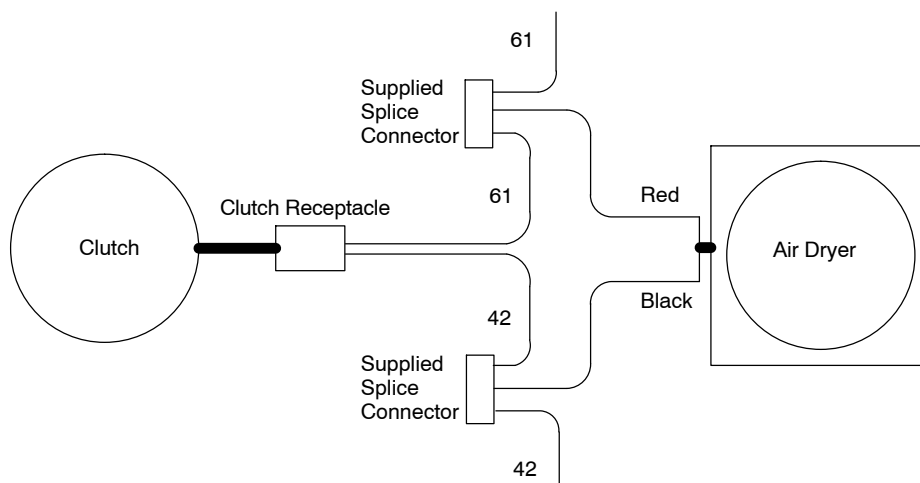 61
Supplied
Splice
Connector
61
Red
Clutch Receptacle
Clutch
Air Dryer
Black
42
Supplied
Splice
Connector
42